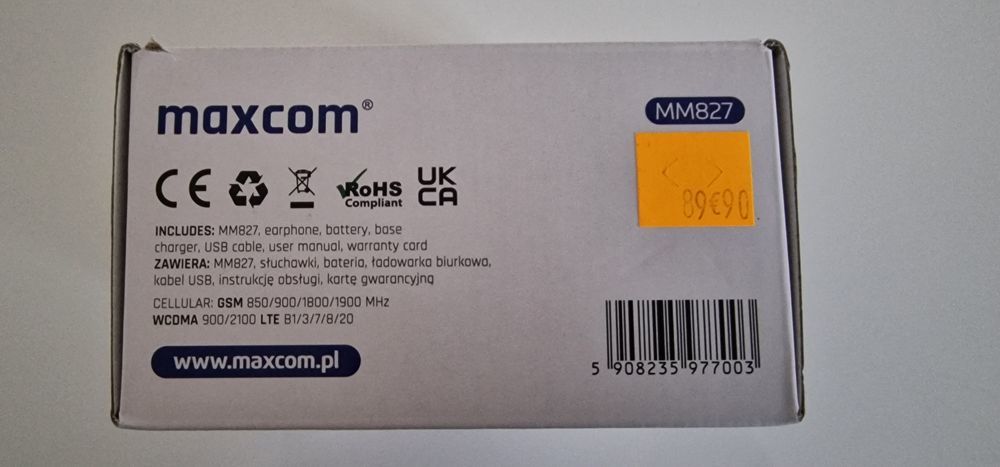 maxcom®
MM827
89€90
CE
RoHS
Compliant
UK
CA
INCLUDES: MM827, earphone, battery, base
charger, USB cable, user manual, warranty card
ZAWIERA: MM827, słuchawki, bateria, ładowarka biurkowa,
kabel USB, instrukcję obsługi, kartę gwarancyjną
CELLULAR: GSM 850/900/1800/1900 MHz
WCDMA 900/2100 LTE B1/3/7/8/20
www.maxcom.pl
5 908235 977003